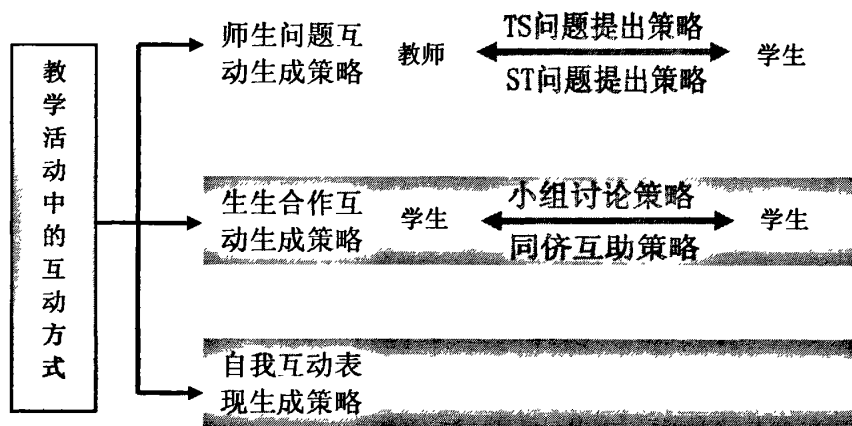 教学活动中的互动方式
师生问题互
动生成策略
教师
TS问题提出策略
ST问题提出策略
学生
生生合作互
动生成策略
学生
小组讨论策略
同侪互助策略
学生
自我互动表
现生成策略